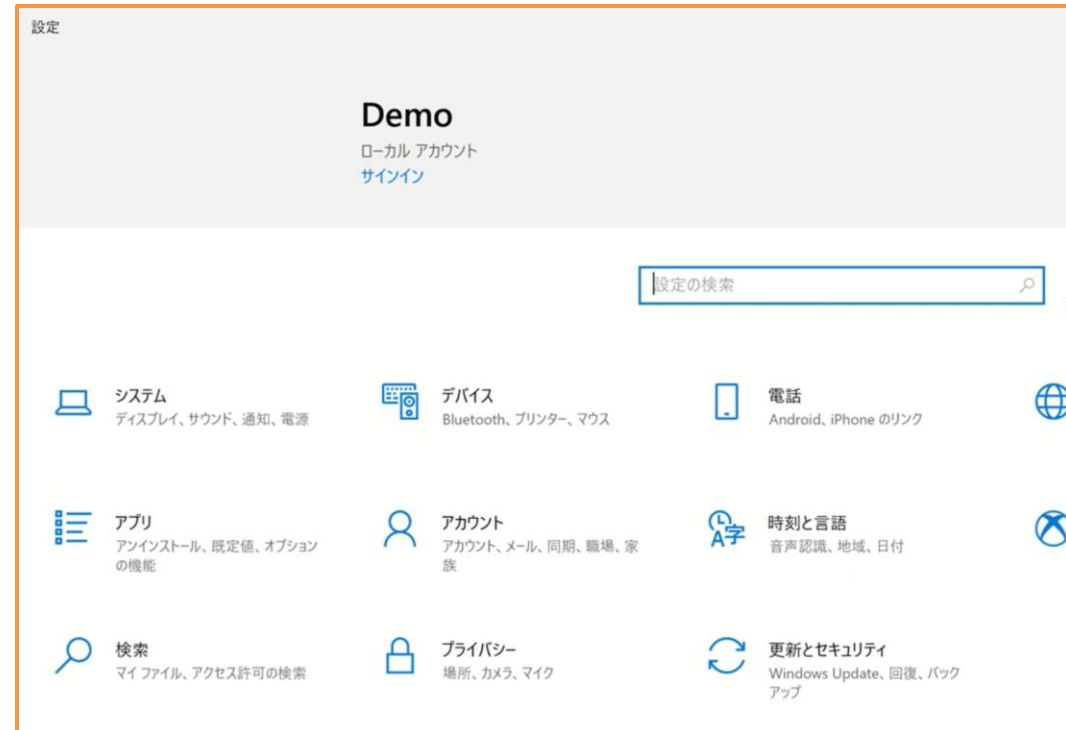 設定
Demo
ローカル アカウント
サインイン
設定の検索
システム
ディスプレイ、サウンド、通知、電源
デバイス
Bluetooth、プリンター、マウス
電話
Android、iPhone のリンク
アプリ
アンインストール、既定値、オプション
の機能
アカウント
アカウント、メール、同期、職場、家
族
時刻と言語
音声認識、地域、日付
検索
マイ ファイル、アクセス許可の検索
プライバシー
場所、カメラ、マイク
更新とセキュリティ
Windows Update、回復、バック
アップ